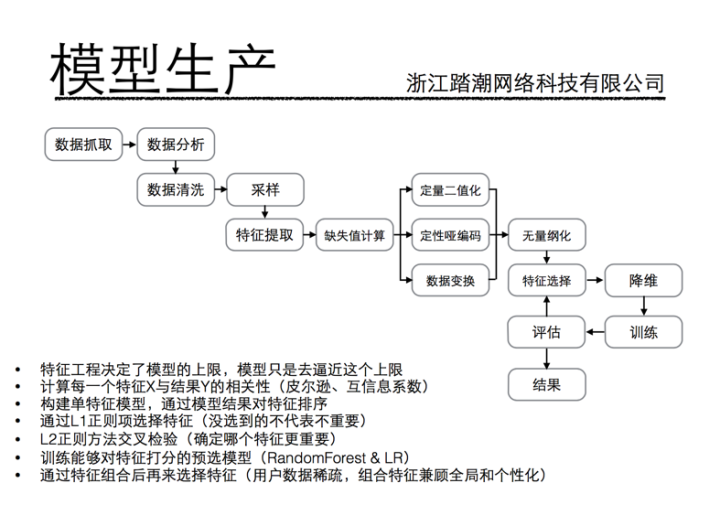 模型生产
浙江踏潮网络科技有限公司
数据抓取
数据分析
数据清洗
采样
特征提取
缺失值计算
定量二值化
定性哑编码
数据变换
无量纲化
特征选择
降维
评估
训练
结果
• 特征工程决定了模型的上限，模型只是去逼近这个上限
• 计算每一个特征X与结果Y的相关性（皮尔逊、互信息系数）
• 构建单特征模型，通过模型结果对特征排序
• 通过L1正则项选择特征（没选到的不代表不重要）
• L2正则方法交叉检验（确定哪个特征更重要）
• 训练能够对特征打分的预选模型（RandomForest & LR）
• 通过特征组合后再来选择特征（用户数据稀疏，组合特征兼顾全局和个性化）